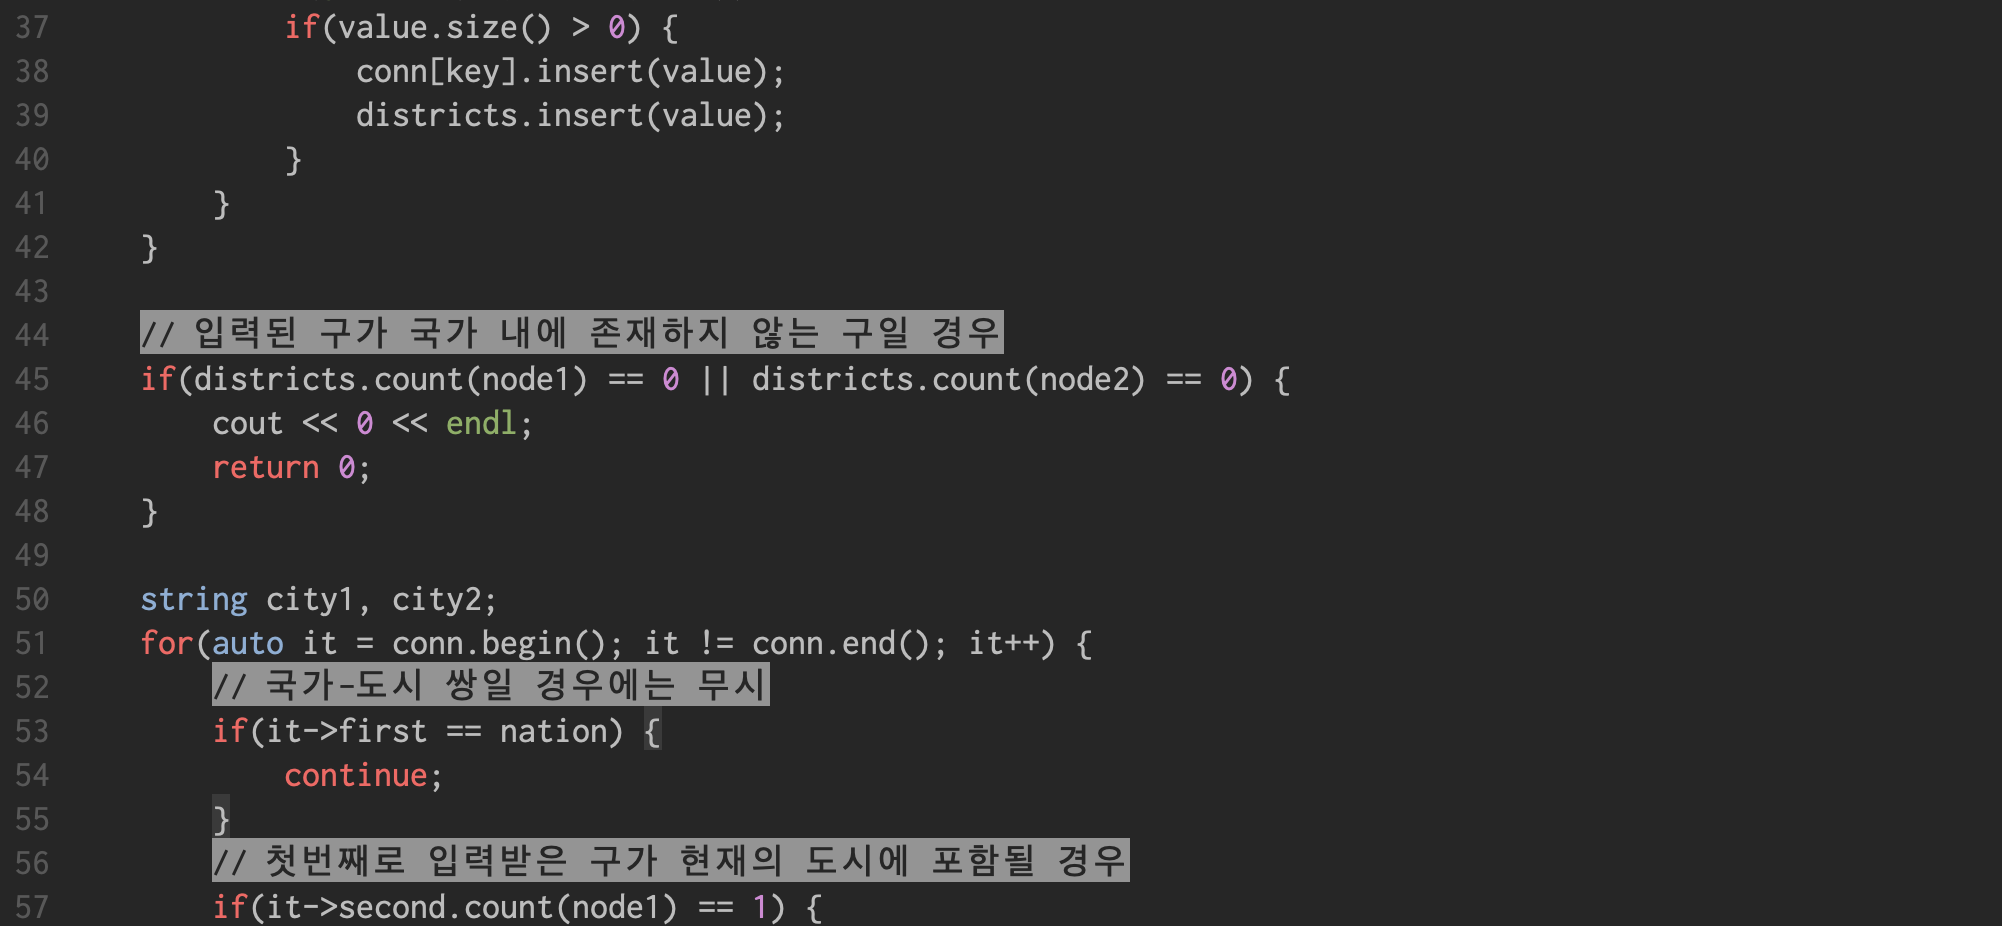 37 if(value.size() > 0) {
38 conn[key].insert(value);
39 districts.insert(value);
40 }
41 }
42 }
43
44 // 입력된 구가 국가 내에 존재하지 않는 구일 경우
45 if(districts.count(node1) == 0 || districts.count(node2) == 0) {
46 cout << 0 << endl;
47 return 0;
48 }
49
50 string city1, city2;
51 for(auto it = conn.begin(); it != conn.end(); it++) {
52 // 국가-도시 쌍일 경우에는 무시
53 if(it->first == nation) {
54 continue;
55 }
56 // 첫번째로 입력받은 구가 현재의 도시에 포함될 경우
57 if(it->second.count(node1) == 1) {